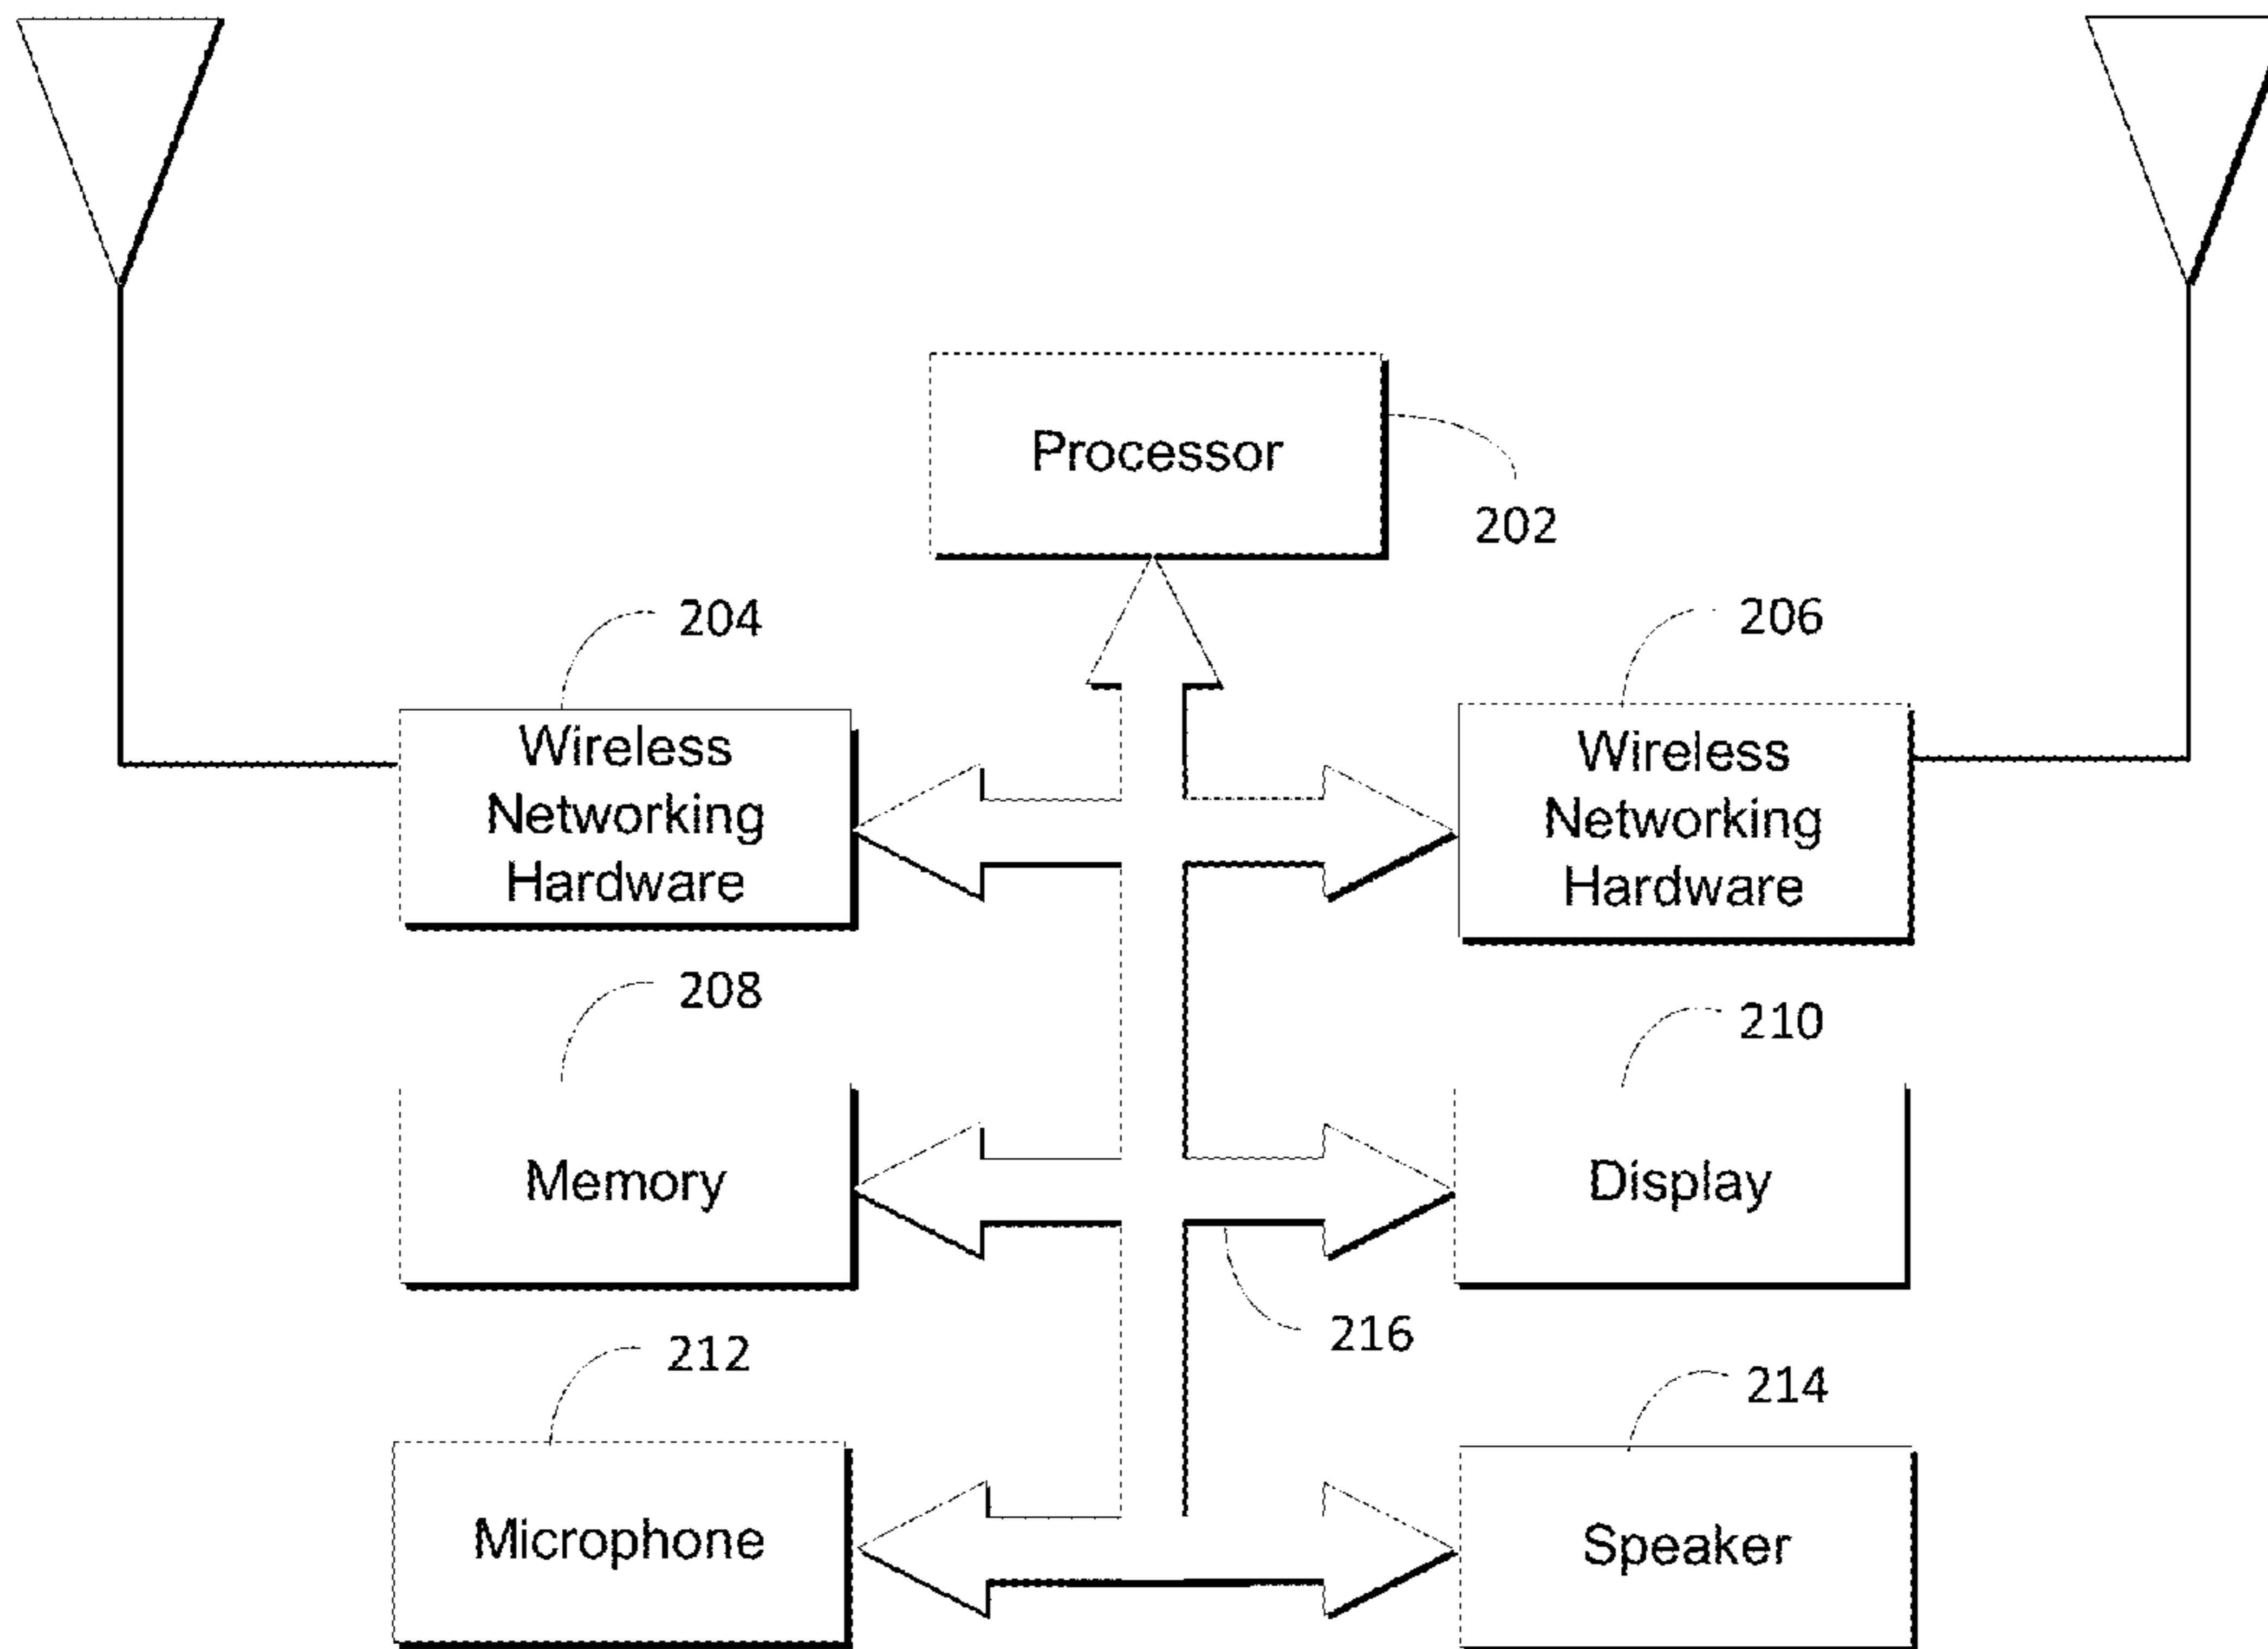 Processor
202
204
206
Wireless
Networking
Hardware
Wireless
Networking
Hardware
208
210
Memory
Display
216
212
214
Microphone
Speaker